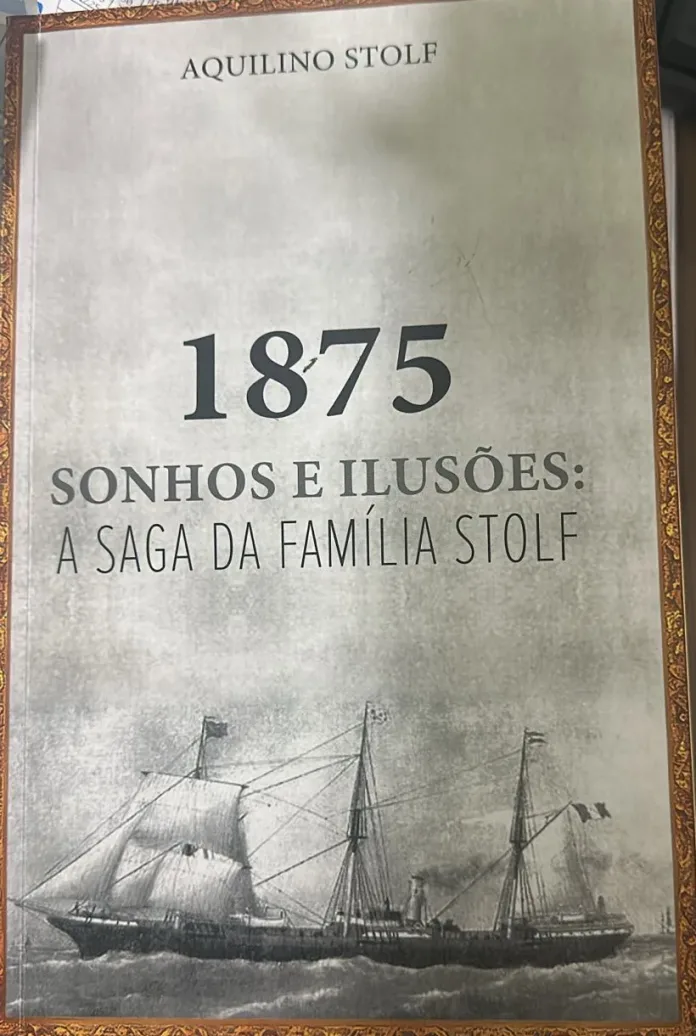 AQUILINO STOLF
1875
SONHOS E ILUSÕES:
A SAGA DA FAMÍLIA STOLF